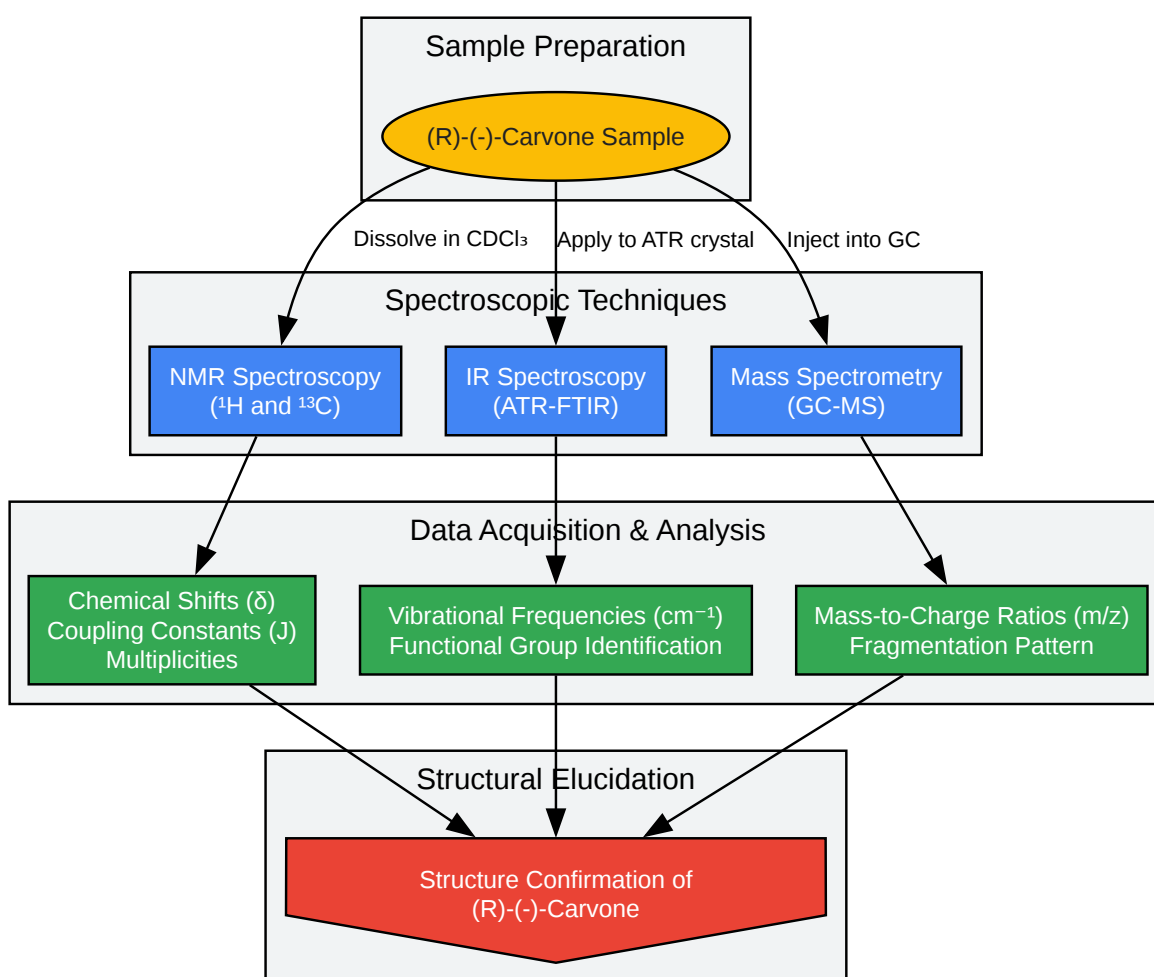 Sample Preparation
(R)-(-)-Carvone Sample
Dissolve in CDCl₃
Apply to ATR crystal
Inject into GC
Spectroscopic Techniques
NMR Spectroscopy
(¹H and ¹³C)
IR Spectroscopy
(ATR-FTIR)
Mass Spectrometry
(GC-MS)
Data Acquisition & Analysis
Chemical Shifts (δ)
Coupling Constants (J)
Multiplicities
Vibrational Frequencies (cm⁻¹)
Functional Group Identification
Mass-to-Charge Ratios (m/z)
Fragmentation Pattern
Structural Elucidation
Structure Confirmation of
(R)-(-)-Carvone